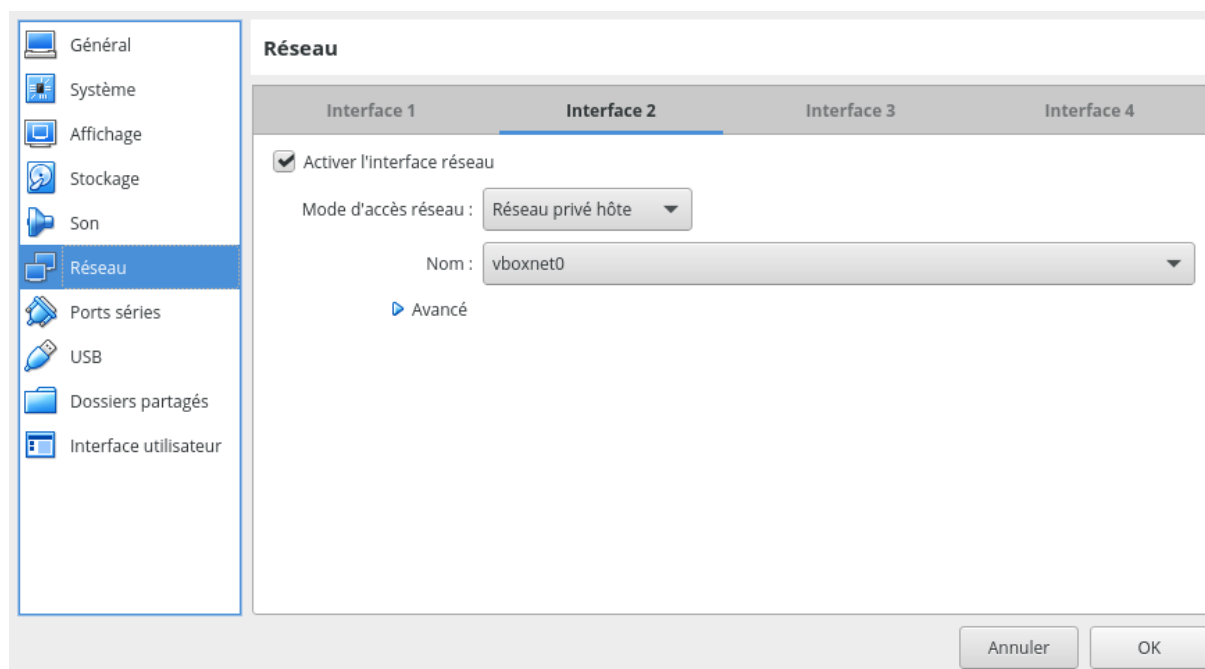 Général
Système
Affichage
Stockage
Son
Réseau
Ports séries
USB
Dossiers partagés
Interface utilisateur
Réseau
Interface 1 Interface 2 Interface 3 Interface 4
Activer l'interface réseau
Mode d'accès réseau : Réseau privé hôte
Nom : vboxnet0
Avancé
Annuler OK